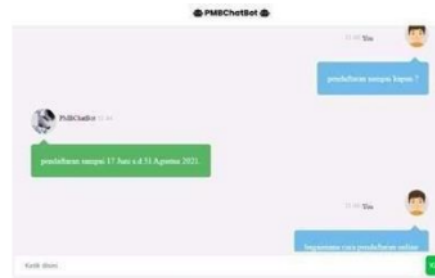 PMBChatBot
You
pendaftaran sampai kapan ?
PMBChatBot
pendaftaran sampai 17 Juni s.d 31 Agustus 2021.
You
bagaimana cara pendaftaran online
Ketik disini